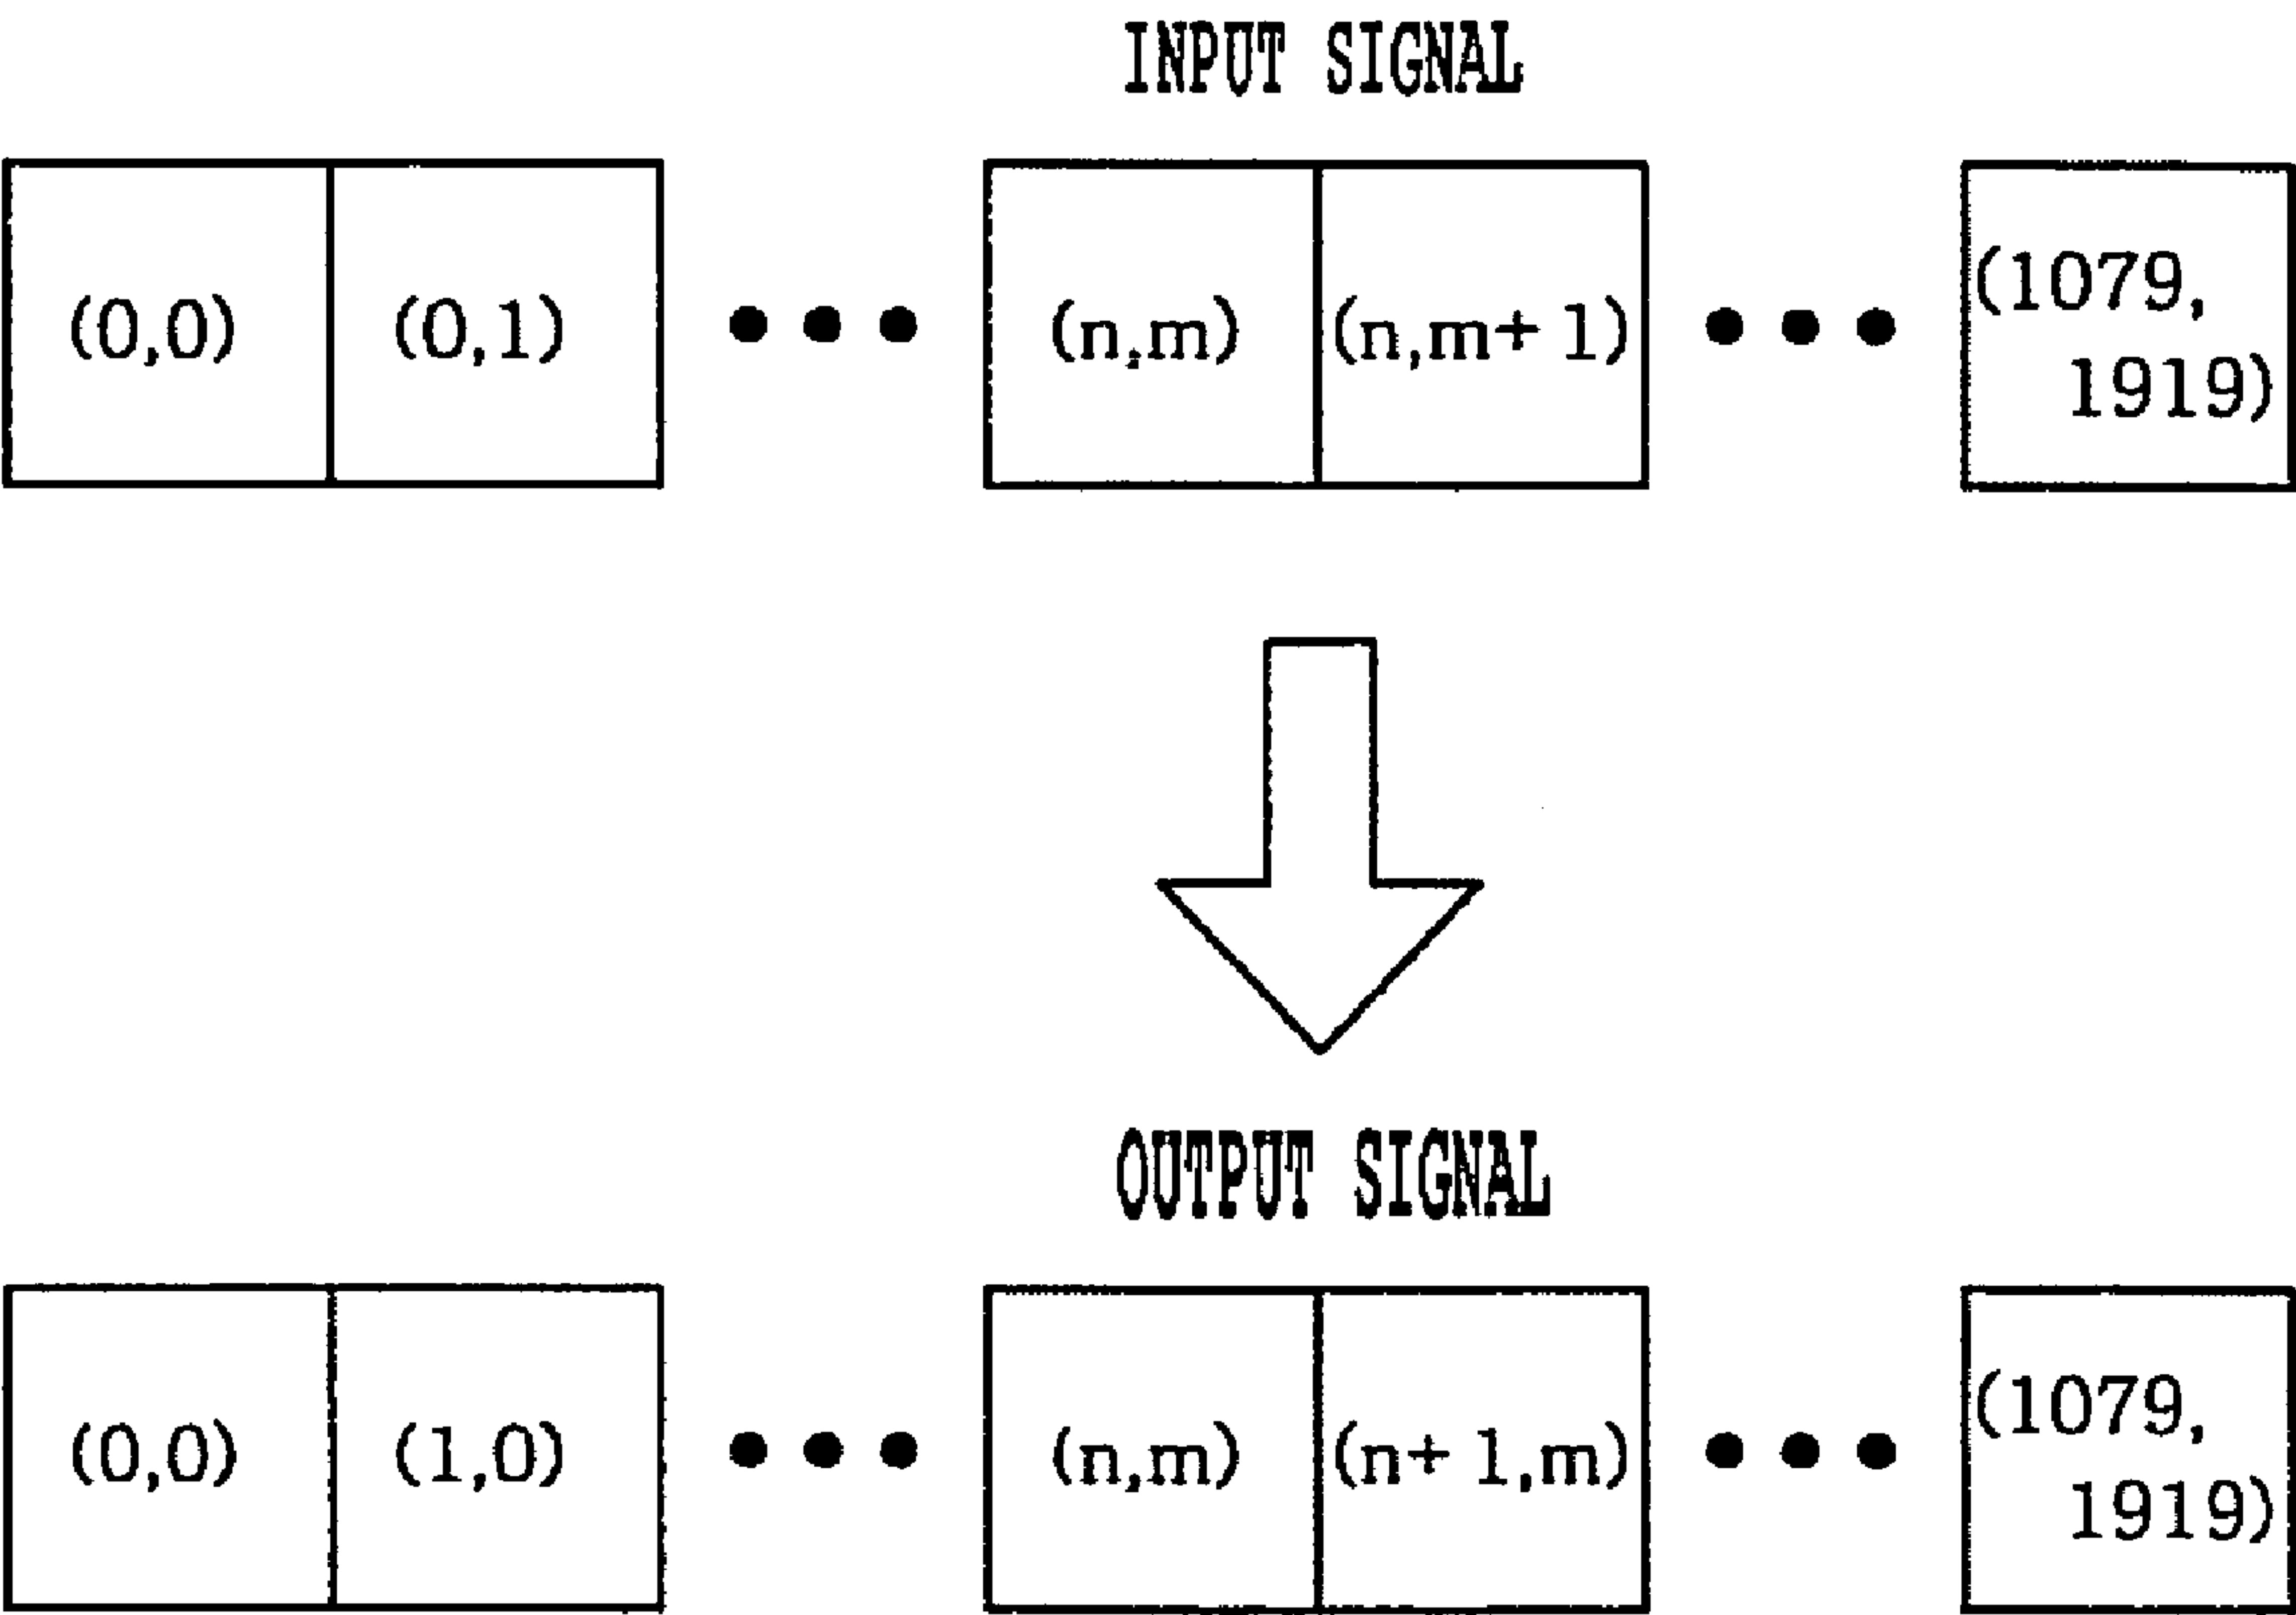 INPUT SIGNAL
(0,0) (0,1) (n,m) (n,m+1) (1079,
1919)
OUTPUT SIGNAL
(0,0) (1,0) (n,m) (n+1,m) (1079,
1919)